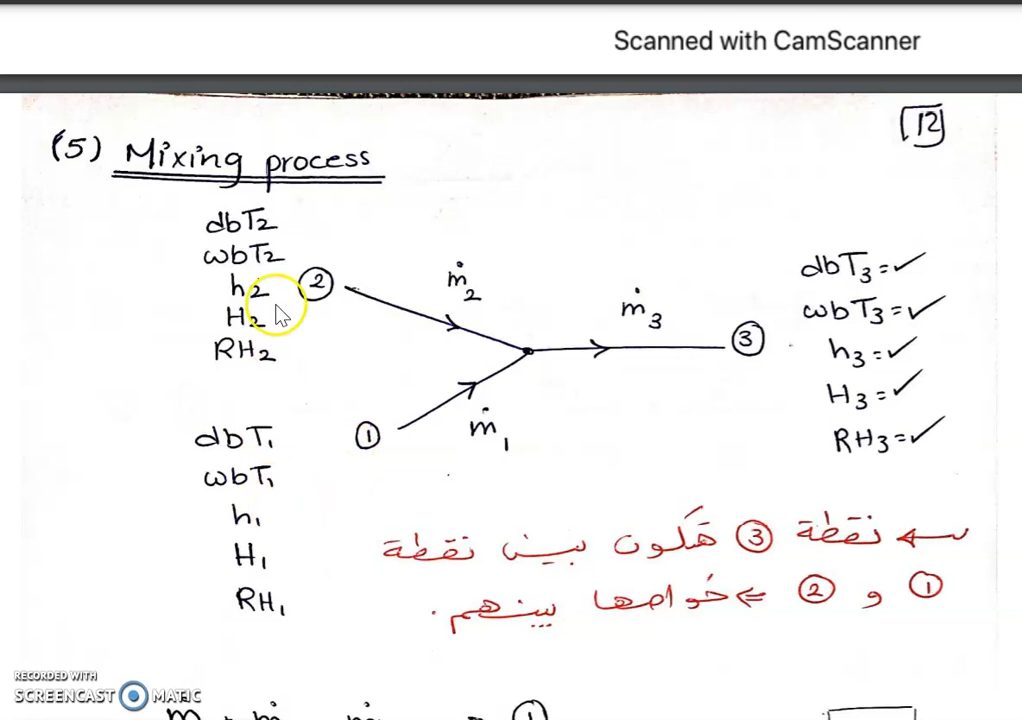 Scanned with CamScanner
12
(5) Mixing process
dbT2
wbT2
h2
H2
RH2
2
ṁ2
ṁ3
3
dbT3=✓
wbT3=✓
h3=✓
H3=✓
RH3=✓
dbT1
wbT1
h1
H1
RH1
1
ṁ1
نقطة 3 هتكون بين نقطة
1 و 2 ⇐ خواصها بينهم.
RECORDED WITH
SCREENCAST MATIC